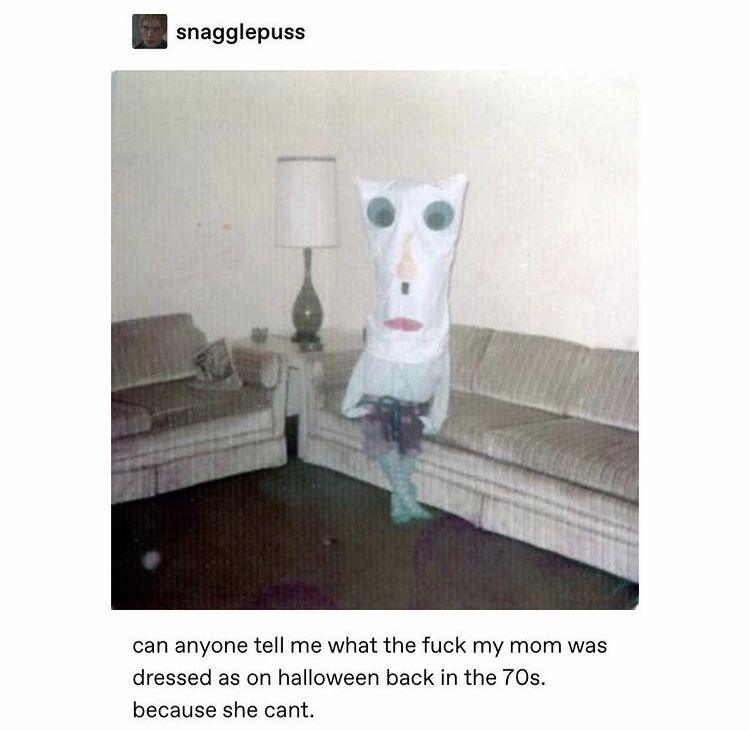 snagglepuss
can anyone tell me what the fuck my mom was
dressed as on halloween back in the 70s.
because she cant.